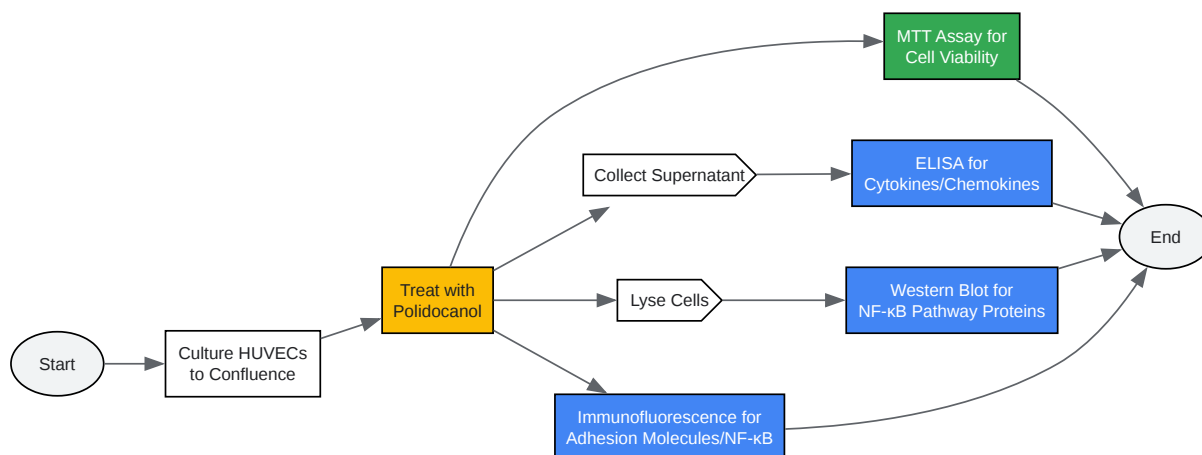 Start
Culture HUVECs
to Confluence
Treat with
Polidocanol
MTT Assay for
Cell Viability
Collect Supernatant
ELISA for
Cytokines/Chemokines
Lyse Cells
Western Blot for
NF-κB Pathway Proteins
Immunofluorescence for
Adhesion Molecules/NF-κB
End